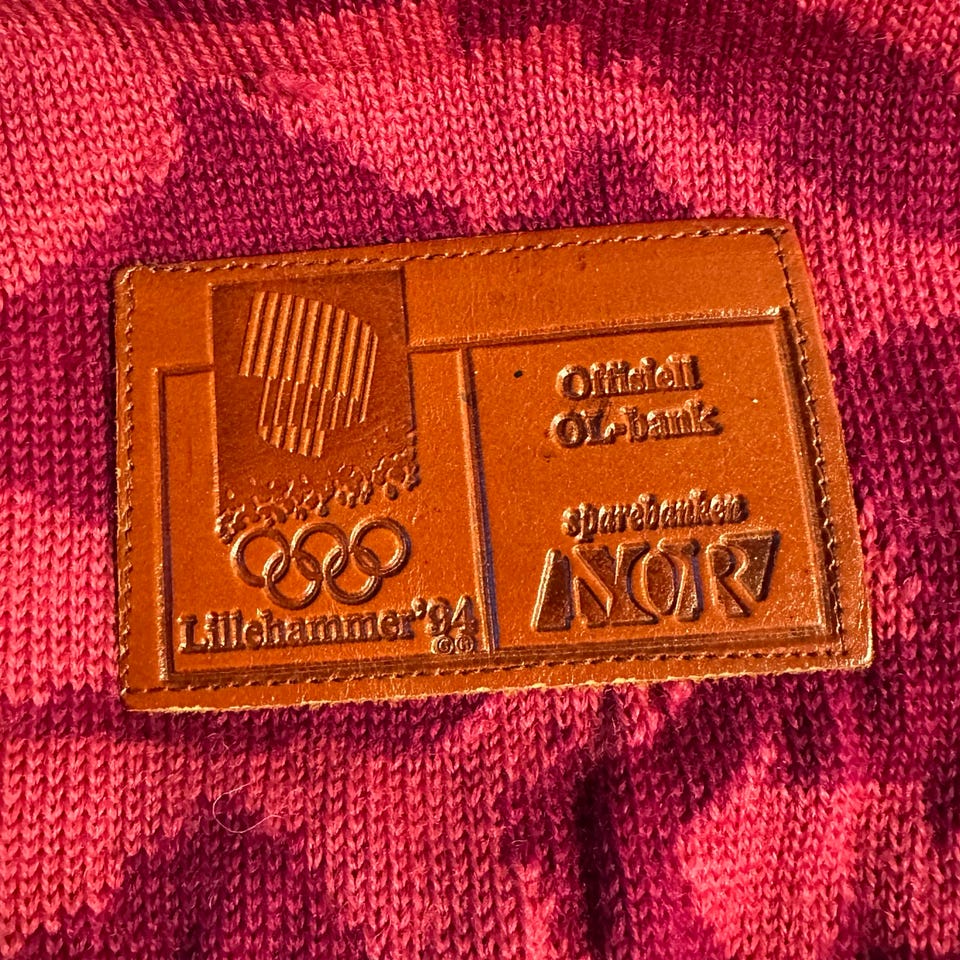 Lillehammer'94
©®
Offisiell
OL-bank
sparebanken
NOR